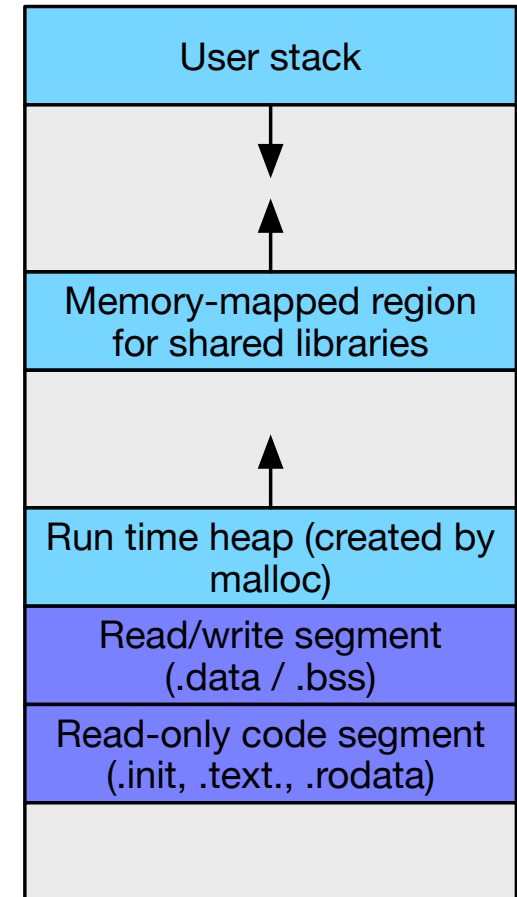 User stack
Memory-mapped region
for shared libraries
Run time heap (created by
malloc)
Read/write segment
(.data / .bss)
Read-only code segment
(.init, .text., .rodata)